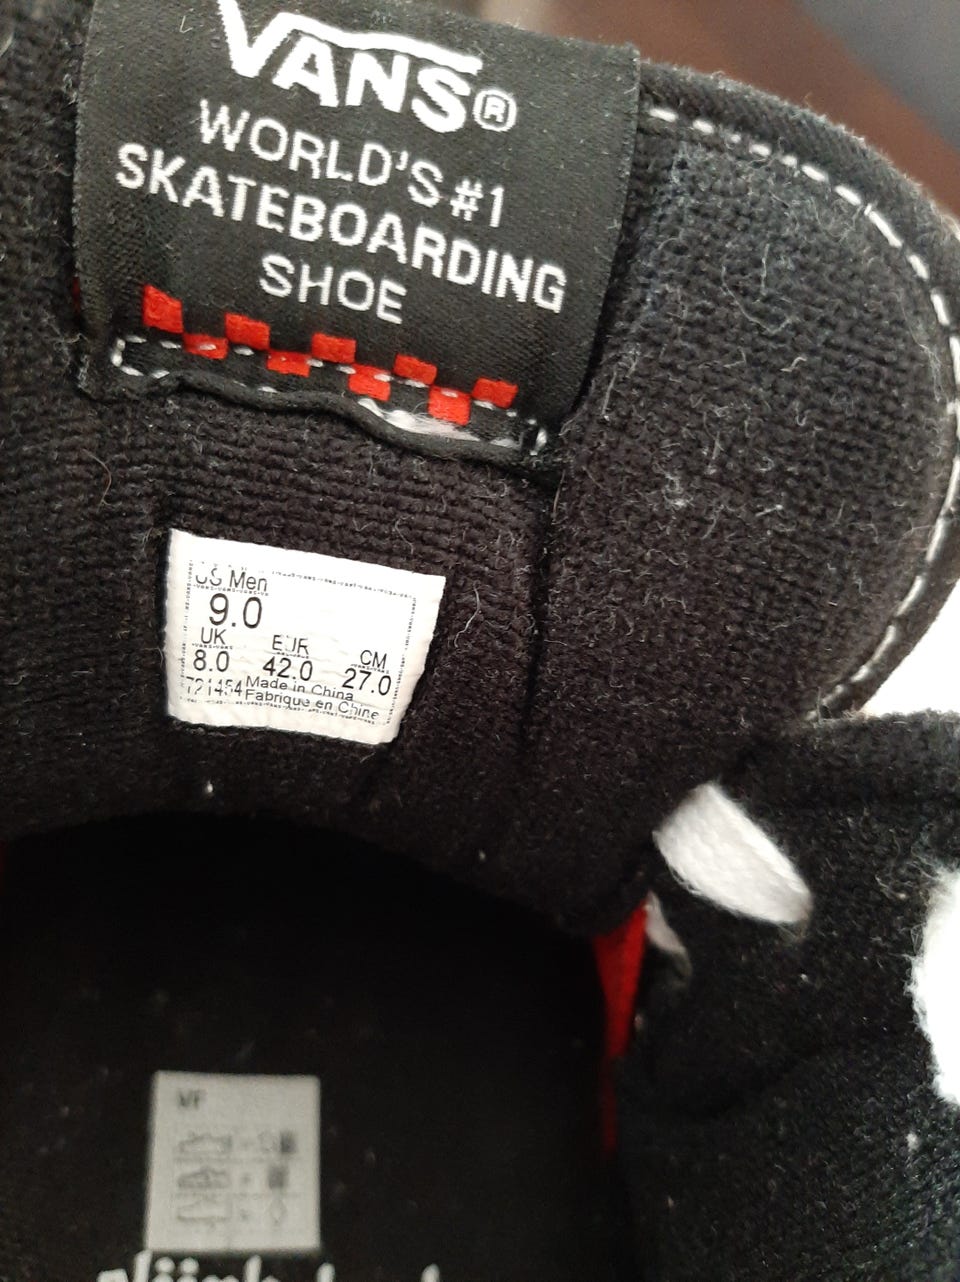 VANS®
WORLD'S #1
SKATEBOARDING
SHOE
US Men
9.0
UK EUR CM
8.0 42.0 27.0
721454 Made in China
Fabrique en Chine